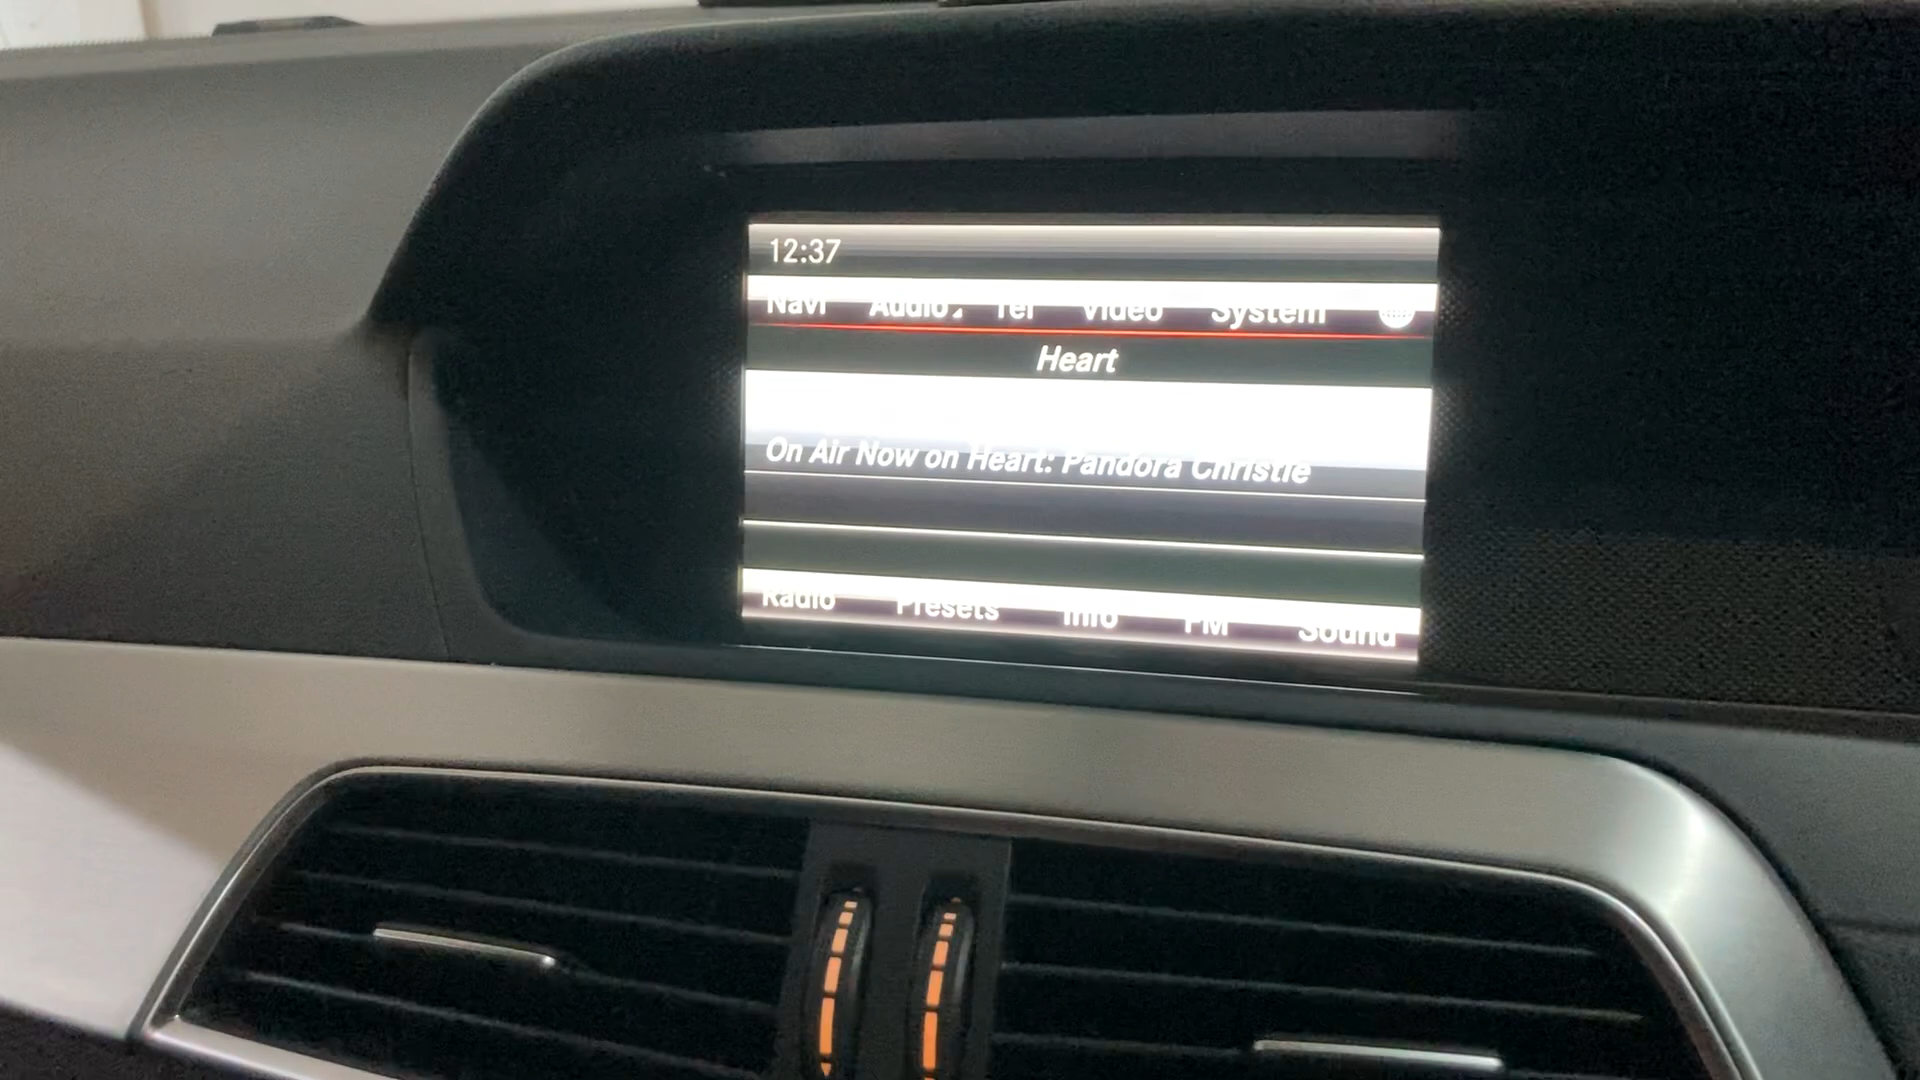 12:37
Navi Audio Tel Video System
Heart
On Air Now on Heart: Pandora Christie
Radio Presets Info FM Sound